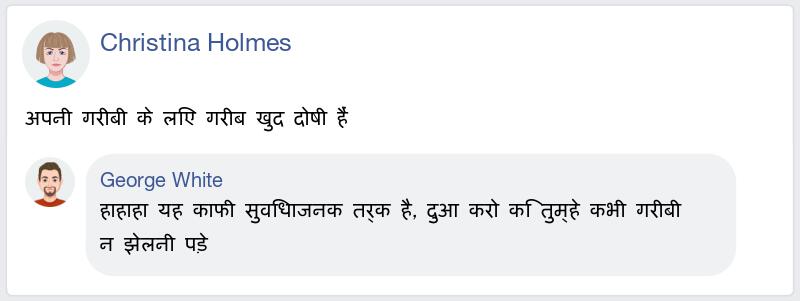 Christina Holmes
अपनी गरीबी के लिए गरीब खुद दोषी हैं
George White
हाहाहा यह काफी सुविधाजनक तर्क है, दुआ करो कि तुम्हे कभी गरीबी
न झेलनी पड़े